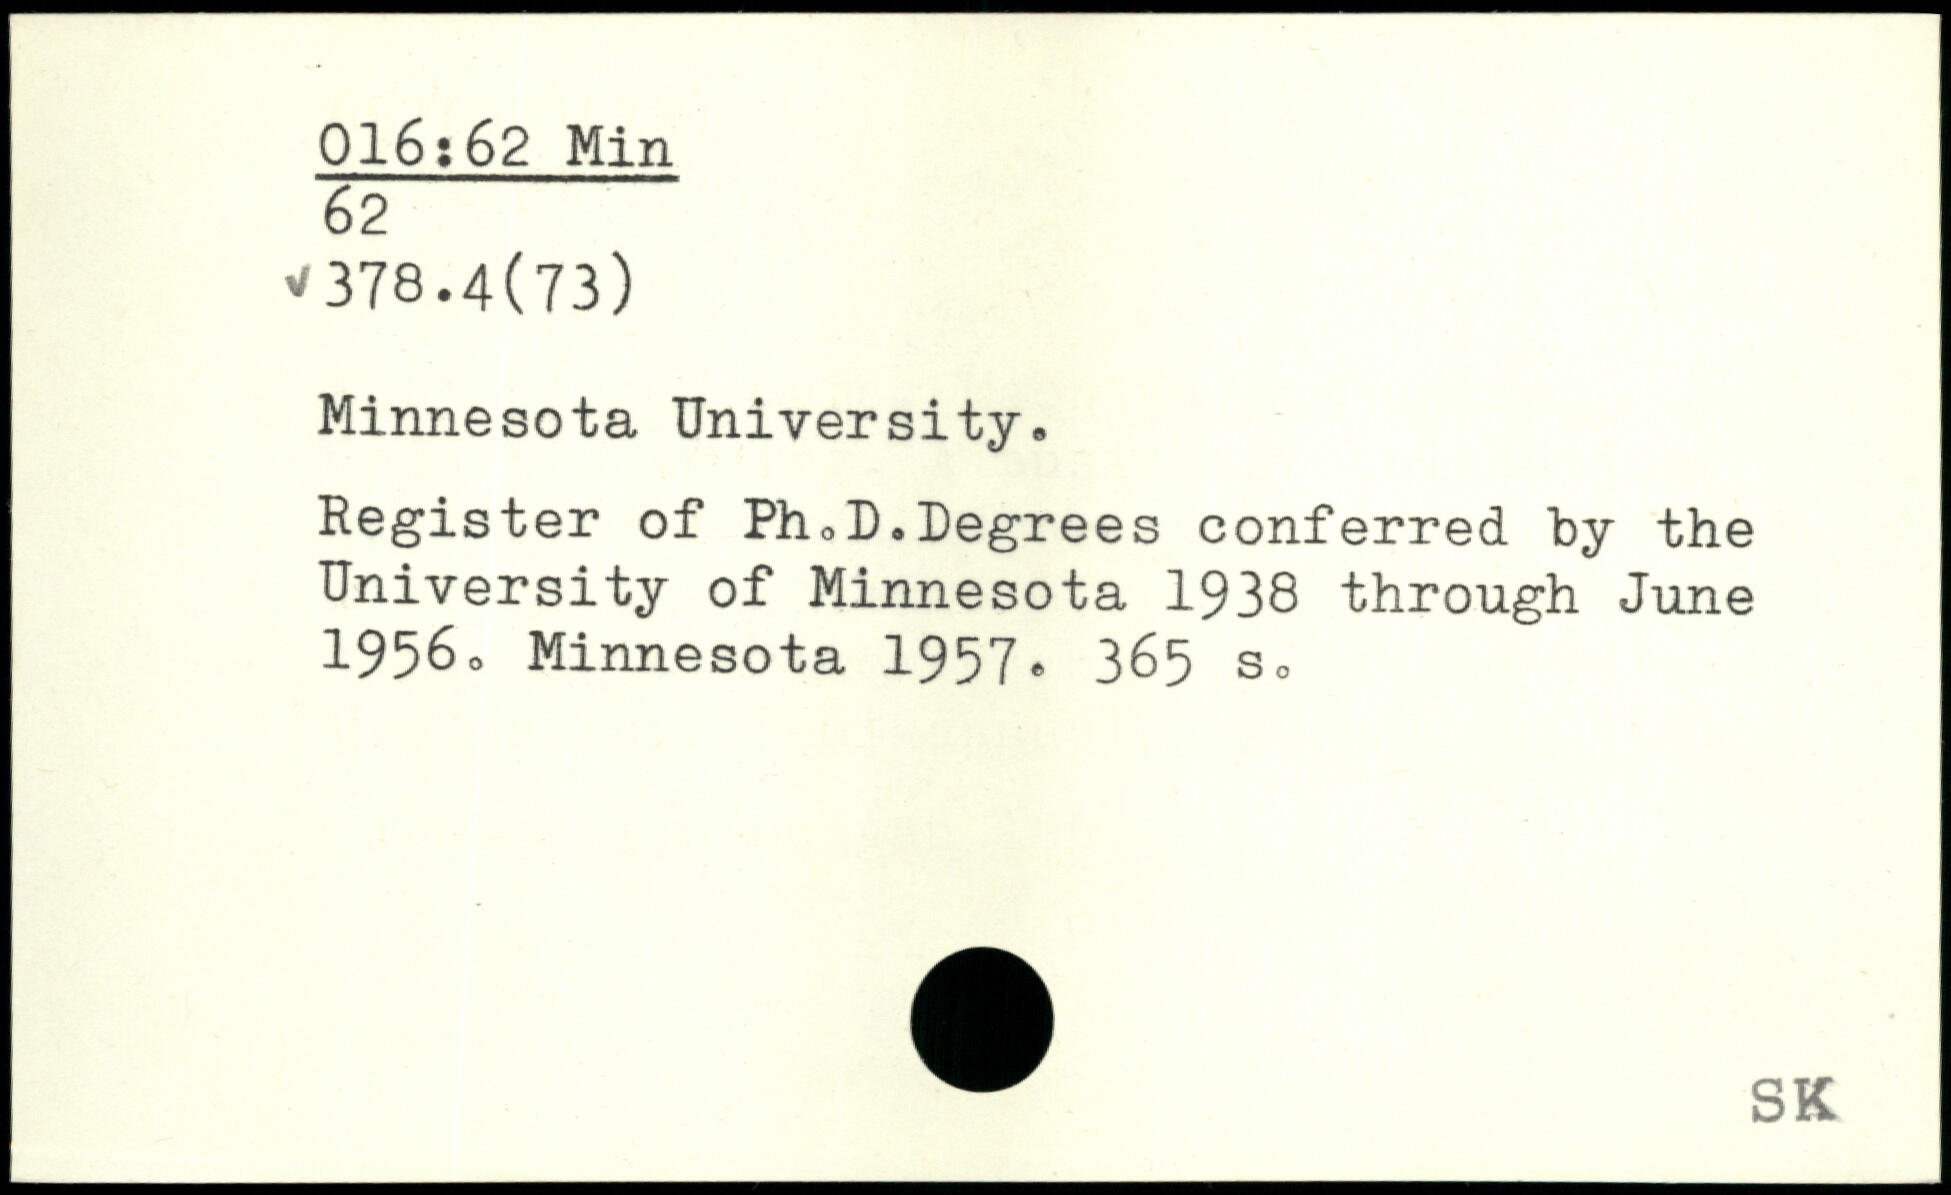 016:62 Min
62
✓378.4(73)
Minnesota University.
Register of Ph.D.Degrees conferred by the
University of Minnesota 1938 through June
1956. Minnesota 1957. 365 s.
SK